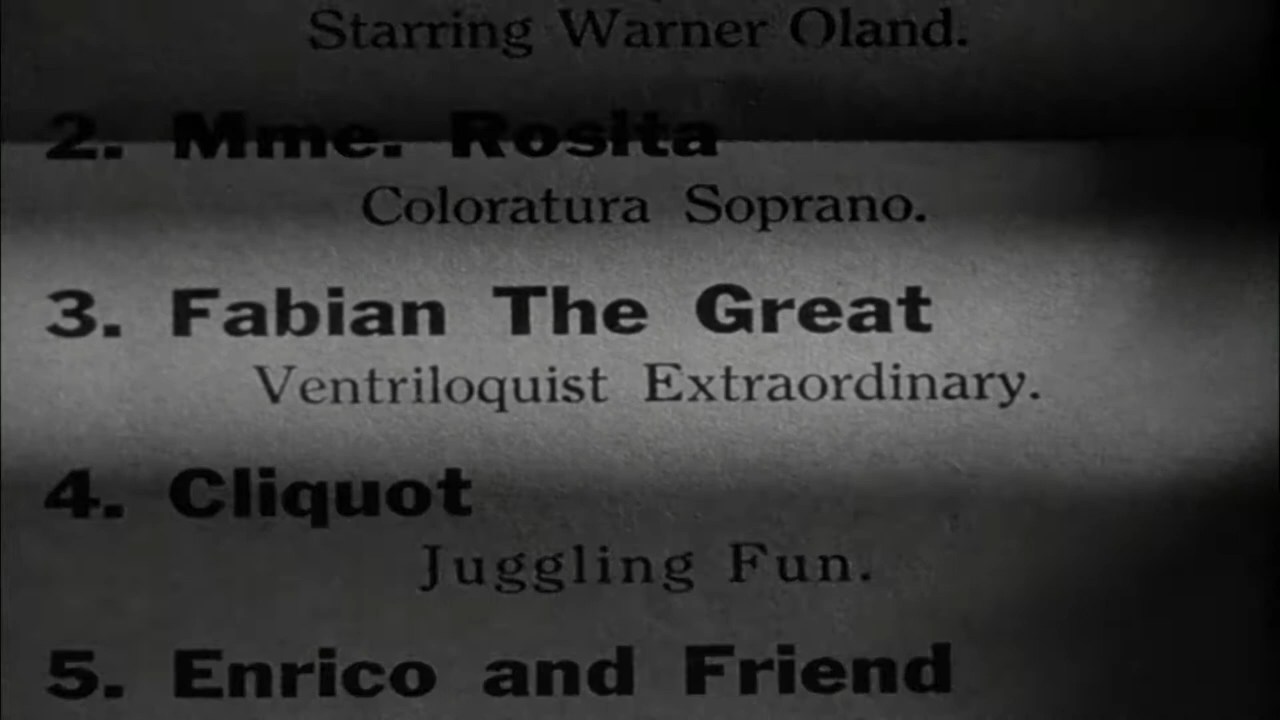 Starring Warner Oland.
2. Mme. Rosita
Coloratura Soprano.
3. Fabian The Great
Ventriloquist Extraordinary.
4. Cliquot
Juggling Fun.
5. Enrico and Friend